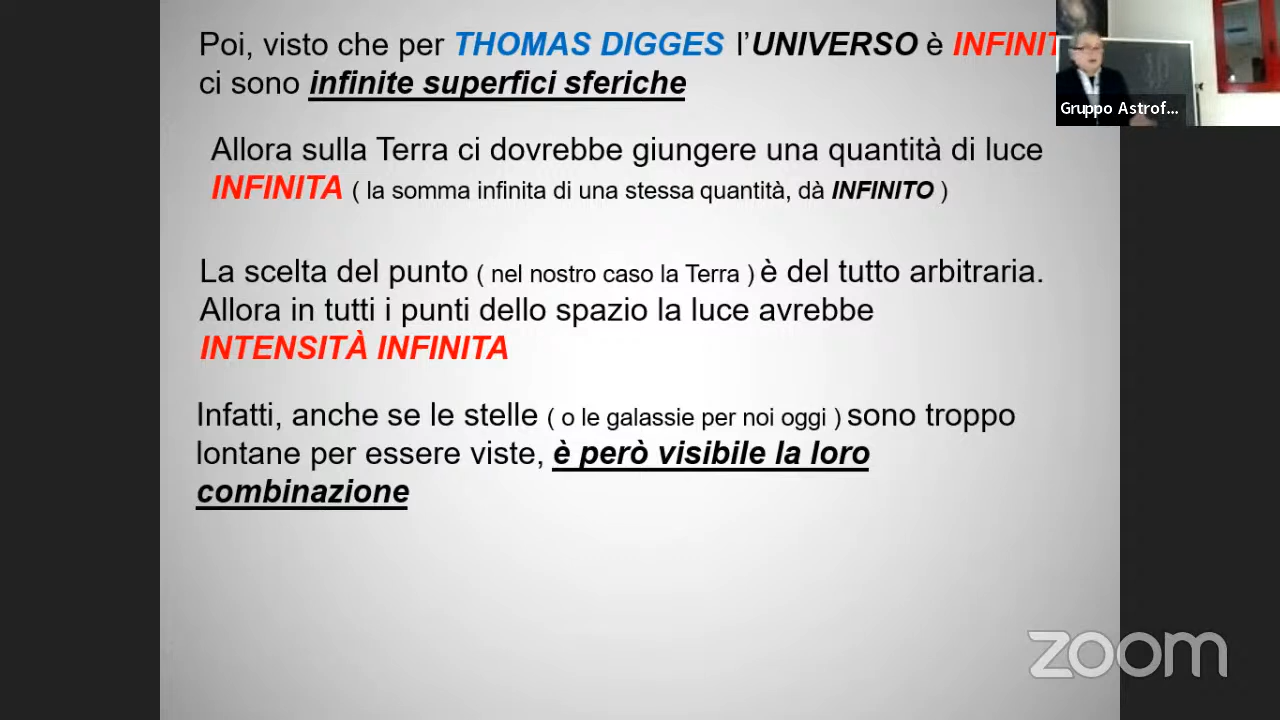 Poi, visto che per THOMAS DIGGES l’UNIVERSO è INFINIT
ci sono infinite superfici sferiche
Allora sulla Terra ci dovrebbe giungere una quantità di luce
INFINITA ( la somma infinita di una stessa quantità, dà INFINITO )
La scelta del punto ( nel nostro caso la Terra ) è del tutto arbitraria.
Allora in tutti i punti dello spazio la luce avrebbe
INTENSITÀ INFINITA
Infatti, anche se le stelle ( o le galassie per noi oggi ) sono troppo
lontane per essere viste, è però visibile la loro
combinazione
Gruppo Astrof...
zoom